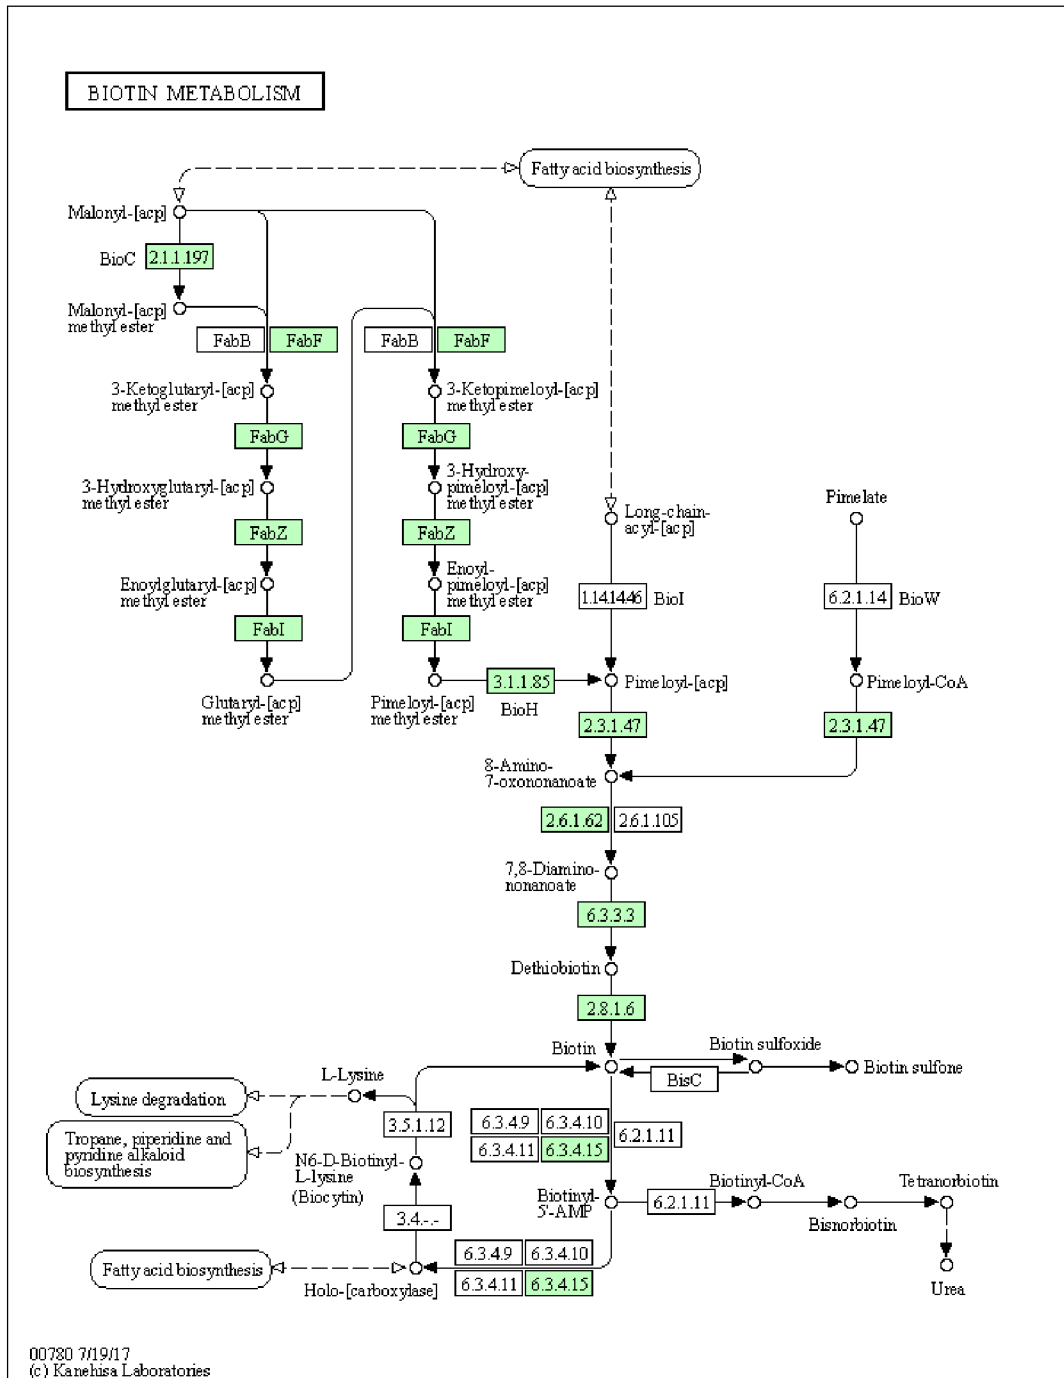 BIOTIN METABOLISM
Fatty acid biosynthesis
Malonyl-[acp]
BioC
2.1.1.197
Malonyl-[acp]
methyl ester
FabB
FabF
FabB
FabF
3-Ketoglutaryl-[acp]
methyl ester
3-Ketopimeloyl-[acp]
methyl ester
FabG
FabG
3-Hydroxyglutaryl-[acp]
methyl ester
3-Hydroxy-
pimeloyl-[acp]
methyl ester
Long-chain-
acyl-[acp]
Pimelate
FabZ
FabZ
Enoylglutaryl-[acp]
methyl ester
Enoyl-
pimeloyl-[acp]
methyl ester
1.14.14.46
BioI
6.2.1.14
BioW
FabI
FabI
Glutaryl-[acp]
methyl ester
Pimeloyl-[acp]
methyl ester
3.1.1.85
BioH
Pimeloyl-[acp]
Pimeloyl-CoA
2.3.1.47
2.3.1.47
8-Amino-
7-oxononanoate
2.6.1.62
2.6.1.105
7,8-Diamino-
nonanoate
6.3.3.3
Dethiobiotin
2.8.1.6
Biotin
Biotin sulfoxide
BisC
Biotin sulfone
L-Lysine
Lysine degradation
Tropane, piperidine and
pyridine alkaloid
biosynthesis
3.5.1.12
6.3.4.9
6.3.4.10
6.3.4.11
6.3.4.15
6.2.1.11
N6-D-Biotinyl-
L-lysine
(Biocytin)
Biotinyl-
5'-AMP
6.2.1.11
Biotinyl-CoA
Bisnorbiotin
Tetranorbiotin
3.4.-.-
Fatty acid biosynthesis
Holo-[carboxylase]
6.3.4.9
6.3.4.10
6.3.4.11
6.3.4.15
Urea
00780 7/19/17
(c) Kanehisa Laboratories